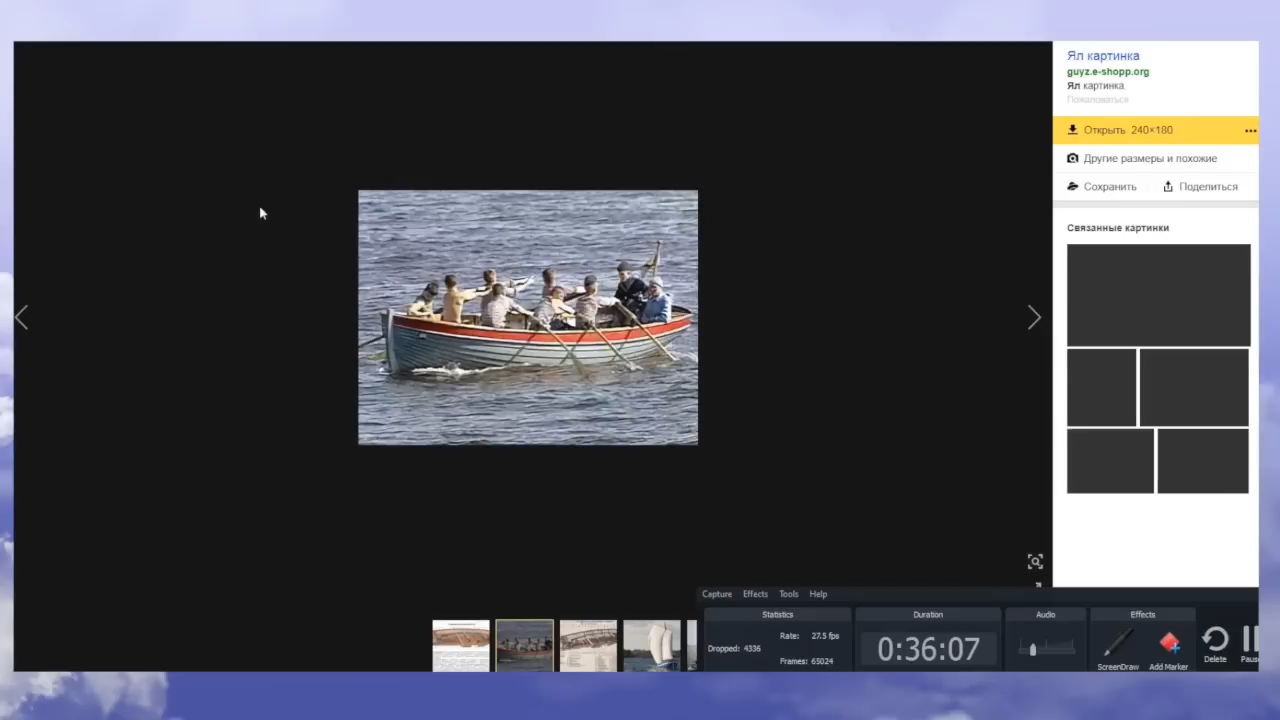 Ял картинка
guyz.e-shopp.org
Ял картинка
Пожаловаться
Открыть 240×180
Другие размеры и похожие
Сохранить
Поделиться
Связанные картинки
Capture Effects Tools Help
Statistics
Duration
Audio
Effects
Rate: 27.5 fps
Dropped: 4336
Frames: 65024
0:36:07
ScreenDraw
Add Marker
Delete
Paus